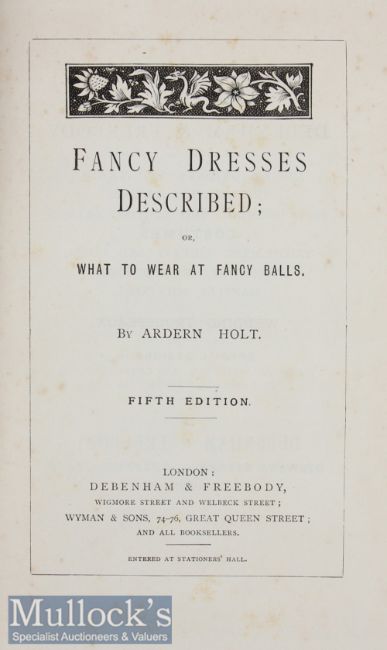 FANCY DRESSES
DESCRIBED;
OR,
WHAT TO WEAR AT FANCY BALLS.
BY ARDERN HOLT.
FIFTH EDITION.
LONDON:
DEBENHAM & FREEBODY,
WIGMORE STREET AND WELBECK STREET;
WYMAN & SONS, 74-76, GREAT QUEEN STREET;
AND ALL BOOKSELLERS.
ENTERED AT STATIONERS' HALL.
Mullock's
Specialist Auctioneers & Valuers